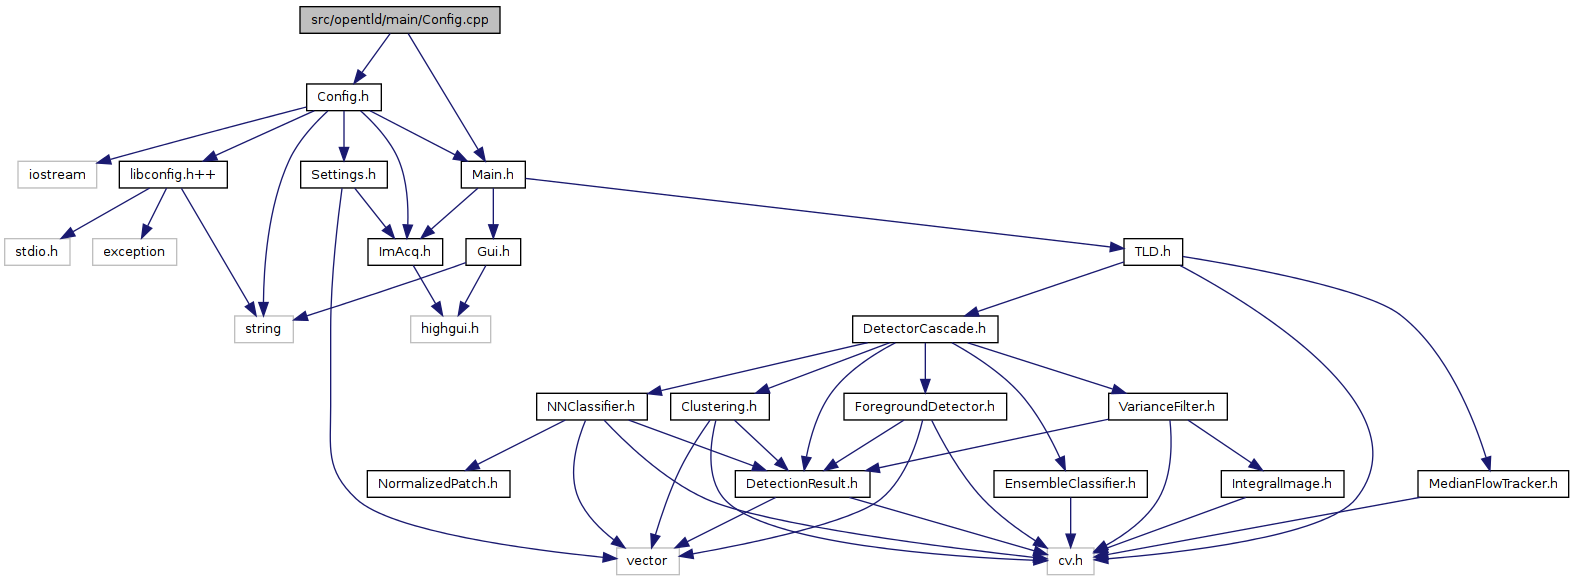 src/opentld/main/Config.cpp
Config.h
iostream
libconfig.h++
Settings.h
Main.h
stdio.h
exception
ImAcq.h
Gui.h
TLD.h
string
highgui.h
DetectorCascade.h
NNClassifier.h
Clustering.h
ForegroundDetector.h
VarianceFilter.h
NormalizedPatch.h
DetectionResult.h
EnsembleClassifier.h
IntegralImage.h
MedianFlowTracker.h
vector
cv.h